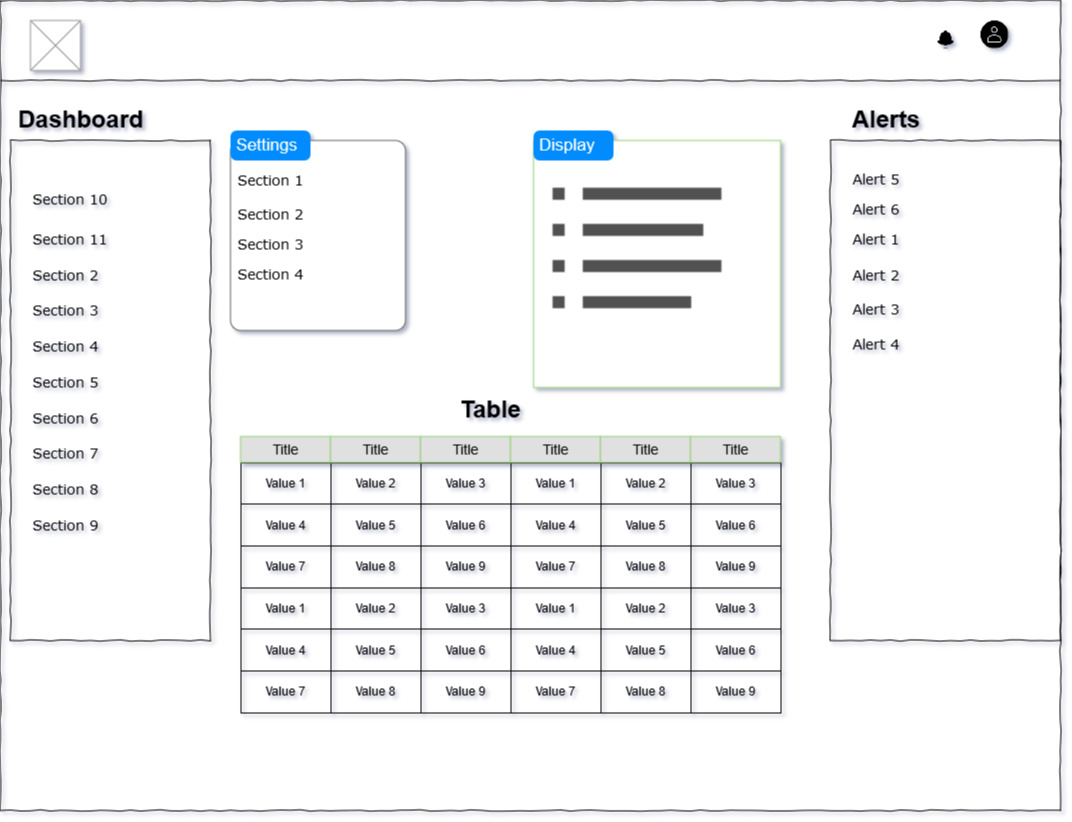 Dashboard
Section 10
Section 11
Section 2
Section 3
Section 4
Section 5
Section 6
Section 7
Section 8
Section 9
Settings
Section 1
Section 2
Section 3
Section 4
Display
Table
Title Title Title Title Title Title
Value 1 Value 2 Value 3 Value 1 Value 2 Value 3
Value 4 Value 5 Value 6 Value 4 Value 5 Value 6
Value 7 Value 8 Value 9 Value 7 Value 8 Value 9
Value 1 Value 2 Value 3 Value 1 Value 2 Value 3
Value 4 Value 5 Value 6 Value 4 Value 5 Value 6
Value 7 Value 8 Value 9 Value 7 Value 8 Value 9
Alerts
Alert 5
Alert 6
Alert 1
Alert 2
Alert 3
Alert 4